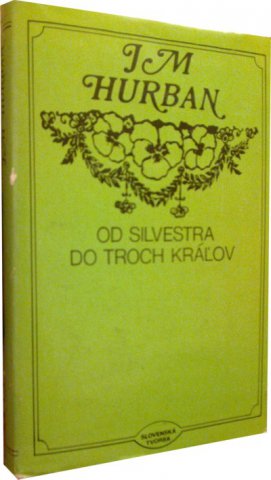 J M
HURBAN
OD SILVESTRA
DO TROCH KRÁĽOV
SLOVENSKÁ
TVORBA